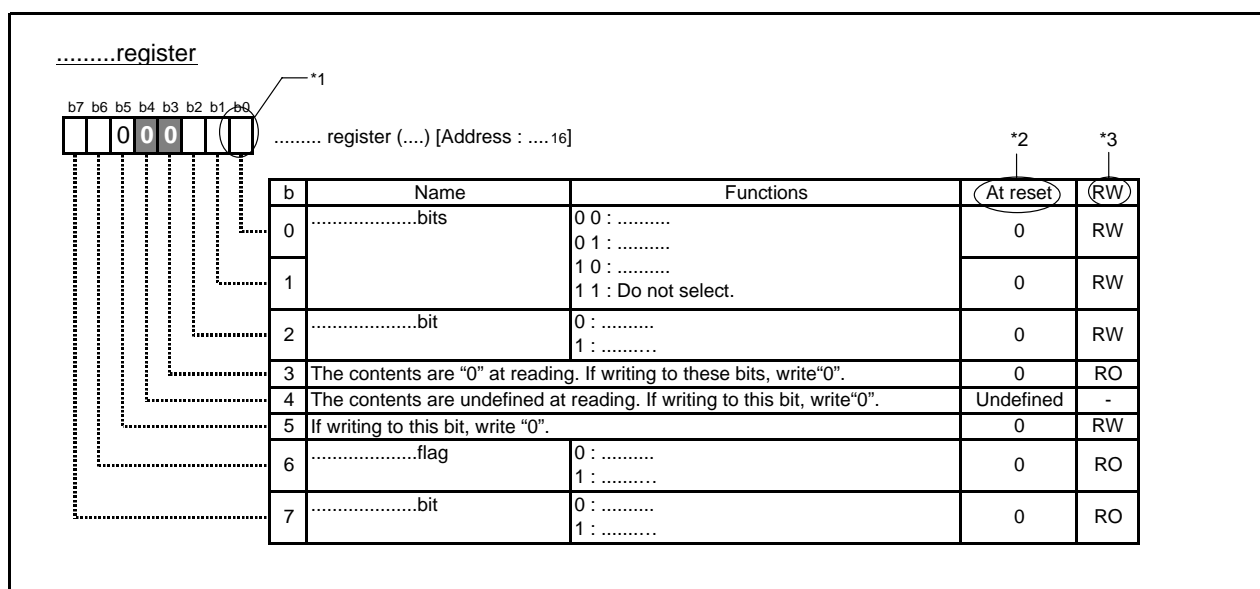 .........register
*1
b7 b6 b5 b4 b3 b2 b1 b0
0 0 0
......... register (....) [Address : ....16]
*2 *3
b Name Functions At reset RW
0 ....................bits 0 0 : .......... 0 RW
0 1 : ..........
1 1 0 : .......... 0 RW
1 1 : Do not select.
2 ....................bit 0 : .......... 0 RW
1 : ..........
3 The contents are “0” at reading. If writing to these bits, write“0”. 0 RO
4 The contents are undefined at reading. If writing to this bit, write“0”. Undefined -
5 If writing to this bit, write “0”. 0 RW
6 ....................flag 0 : .......... 0 RO
1 : ..........
7 ....................bit 0 : .......... 0 RO
1 : ..........